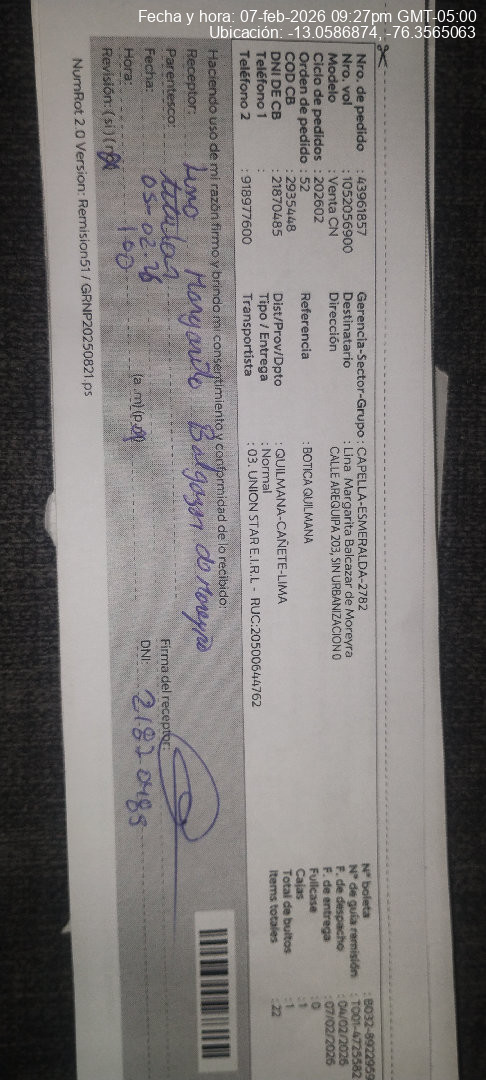 Fecha y hora: 07-feb-2026 09:27pm GMT-05:00
Ubicación: -13.0586874, -76.3565063
Nro. de pedido : 43961857
Nro. vol : 1052056900
Modelo : Venta CN
Ciclo de pedidos : 202602
Orden de pedido : 52
COD CB : 2935448
DNI DE CB : 21870485
Teléfono 1 :
Teléfono 2 : 918977600
Gerencia-Sector-Grupo : CAPELLA-ESMERALDA-2782
Destinatario : Lina Margarita Balcazar de Moreyra
Dirección : CALLE AREQUIPA 203, SIN URBANIZACION 0
Referencia : BOTICA QUILMANA
Dist/Prov/Dpto : QUILMANA-CAÑETE-LIMA
Tipo / Entrega : Normal
Transportista : 03. UNION STAR E.I.R.L - RUC:20500644762
N° boleta : B032-8922959
N° de guía remisión : T001-4725582
F. de despacho : 04/02/2026
F. de entrega : 07/02/2026
Fullcase : 0
Cajas : 1
Total de bultos : 1
Items totales : 22
Haciendo uso de mi razón firmo y brindo mi consentimiento y conformidad de lo recibido:
Receptor: Lina Margarita de Moreyra
Parentesco: titular
Fecha: 02.26
Hora: 1:00 (a.m) (p.m)
Revisión: (si) (no)
Firma del receptor:
DNI: 21870485
NumRot 2.0 Version: Remision51 / GRNP20250821.ps